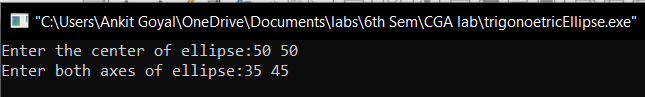 "C:\Users\Ankit Goyal\OneDrive\Documents\labs\6th Sem\CGA lab\trigonoetricEllipse.exe"
Enter the center of ellipse:50 50
Enter both axes of ellipse:35 45